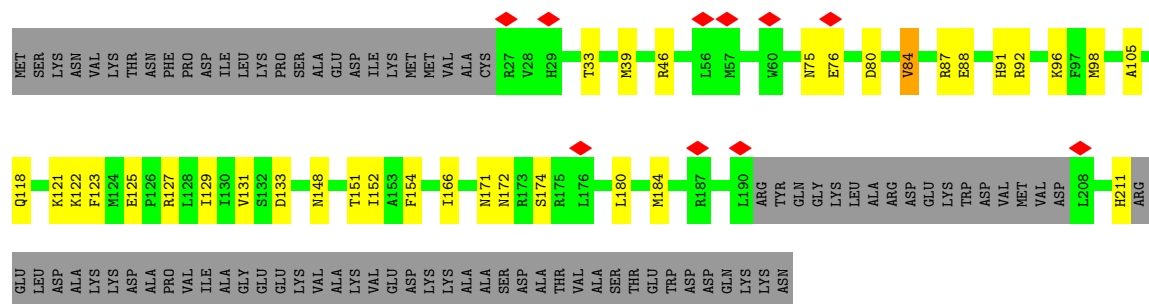 MET SER LYS ASN VAL LYS THR ASN PHE PRO ASP ILE LEU LYS PRO SER ALA GLU ASP ILE LYS MET MET VAL ALA CYS R27 V28 H29 T33 M39 R46 L56 M57 W60 N75 E76 D80 V84 R87 E88 H91 R92 K96 F97 M98 A105
Q118 K121 K122 F123 M124 E125 P126 R127 L128 I129 I130 V131 S132 D133 N148 T151 I152 A153 F154 I166 N171 N172 R173 S174 R175 L176 L180 M184 R187 L190 ARG TYR GLN GLY LYS LEU ALA ARG ASP GLU LYS TRP ASP VAL MET VAL ASP L208 H211 ARG
GLU LEU ASP ALA LYS LYS ASP ALA PRO VAL ILE ALA GLY GLU GLU LYS VAL ALA LYS VAL GLU ASP LYS LYS ALA ALA SER ASP ALA THR VAL ALA SER THR GLU TRP ASP ASP GLN LYS LYS ASN